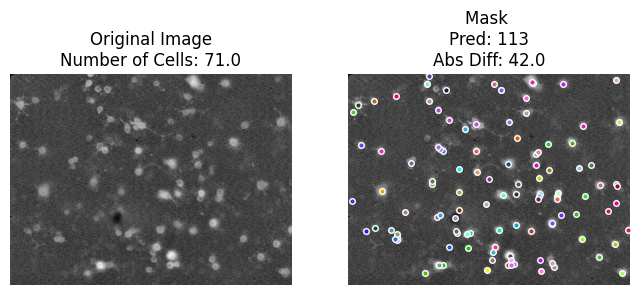 Original Image
Number of Cells: 71.0
Mask
Pred: 113
Abs Diff: 42.0